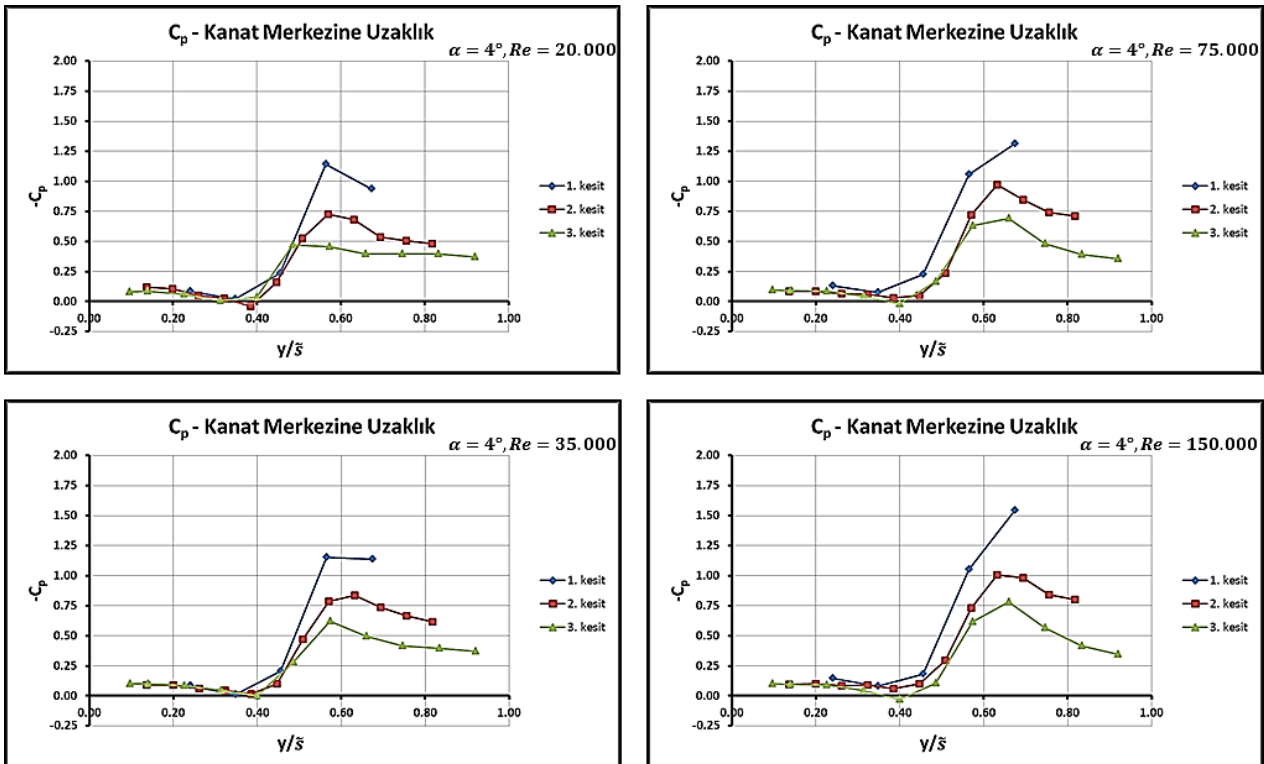 Cp - Kanat Merkezine Uzaklık
α = 4°, Re = 20.000
2.00
1.75
1.50
1.25
1.00
0.75
0.50
0.25
0.00
-0.25
-Cp
0.00 0.20 0.40 0.60 0.80 1.00
y/s̃
1. kesit
2. kesit
3. kesit
Cp - Kanat Merkezine Uzaklık
α = 4°, Re = 75.000
2.00
1.75
1.50
1.25
1.00
0.75
0.50
0.25
0.00
-0.25
-Cp
0.00 0.20 0.40 0.60 0.80 1.00
y/s̃
1. kesit
2. kesit
3. kesit
Cp - Kanat Merkezine Uzaklık
α = 4°, Re = 35.000
2.00
1.75
1.50
1.25
1.00
0.75
0.50
0.25
0.00
-0.25
-Cp
0.00 0.20 0.40 0.60 0.80 1.00
y/s̃
1. kesit
2. kesit
3. kesit
Cp - Kanat Merkezine Uzaklık
α = 4°, Re = 150.000
2.00
1.75
1.50
1.25
1.00
0.75
0.50
0.25
0.00
-0.25
-Cp
0.00 0.20 0.40 0.60 0.80 1.00
y/s̃
1. kesit
2. kesit
3. kesit